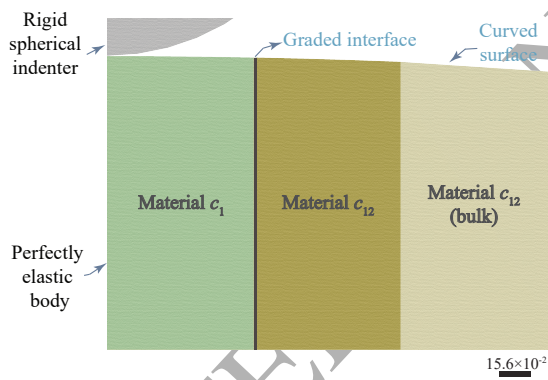 Rigid
spherical
indenter
Graded interface
Curved
surface
Material c₁
Material c₁₂
Material c₁₂
(bulk)
Perfectly
elastic
body
15.6×10⁻²